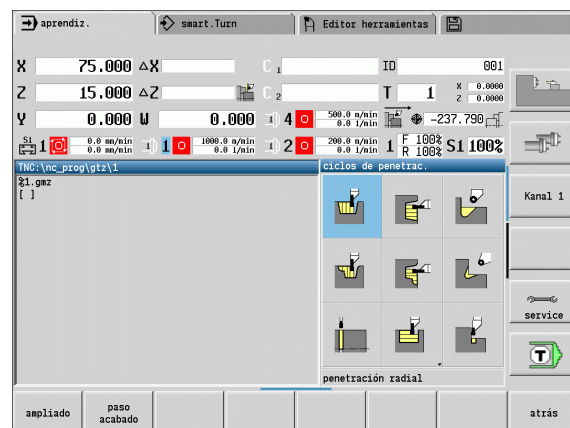 aprendiz. smart.Turn Editor herramientas
X 75.000 △X C 1 ID 001
Z 15.000 △Z C 2 T 1 X 0.0000
Z 0.0000
Y 0.000 W 0.000 4 500.0 m/min
0.0 1/min -237.790
S1 1 0.0 mm/min
0.0 mm/min 1 1000.0 m/min
0.0 1/min 2 200.0 m/min
0.0 1/min 1 F 100%
R 100% S1 100%
TNC:\nc_prog\gtz\1 ciclos de penetrac.
%1.gmz
[ ]
Kanal 1
service
T
penetración radial
ampliado paso
acabado atrás